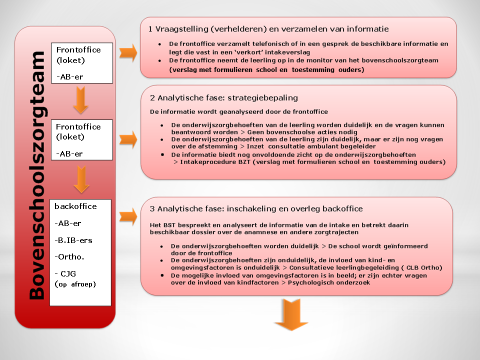 Bovenschoolszorgteam
Frontoffice
(loket)
-AB-er
Frontoffice
(loket)
-AB-er
backoffice
-AB-er
-B.IB-ers
-Ortho.
- CJG
(op afroep)
1 Vraagstelling (verhelderen) en verzamelen van informatie
• De frontoffice verzamelt telefonisch of in een gesprek de beschikbare informatie en
legt die vast in een ‘verkort’ intakeverslag
• De frontoffice neemt de leerling op in de monitor van het bovenschoolszorgteam
(verslag met formulieren school en toestemming ouders)
2 Analytische fase: strategiebepaling
De informatie wordt geanalyseerd door de frontoffice
• De onderwijszorgbehoeften van de leerling worden duidelijk en de vragen kunnen
beantwoord worden > Geen bovenschoolse acties nodig
• De onderwijszorgbehoeften van de leerling zijn duidelijk, maar er zijn nog vragen
over de afstemming > Inzet consultatie ambulant begeleider
• De informatie biedt nog onvoldoende zicht op de onderwijszorgbehoeften
> Intakeprocedure BZT (verslag met formulieren school en toestemming ouders)
3 Analytische fase: inschakeling en overleg backoffice
Het BST bespreekt en analyseert de informatie van de intake en betrekt daarin
beschikbaar dossier over de anamnese en andere zorgtrajecten
• De onderwijszorgbehoeften worden duidelijk > De school wordt geïnformeerd
door de frontoffice
• De onderwijszorgbehoeften zijn onduidelijk, de invloed van kind- en
omgevingsfactoren is onduidelijk > Consultatieve leerlingbegeleiding ( CLB Ortho)
• De mogelijke invloed van omgevingsfactoren is in beeld; er zijn echter vragen
over de invloed van kindfactoren > Psychologisch onderzoek